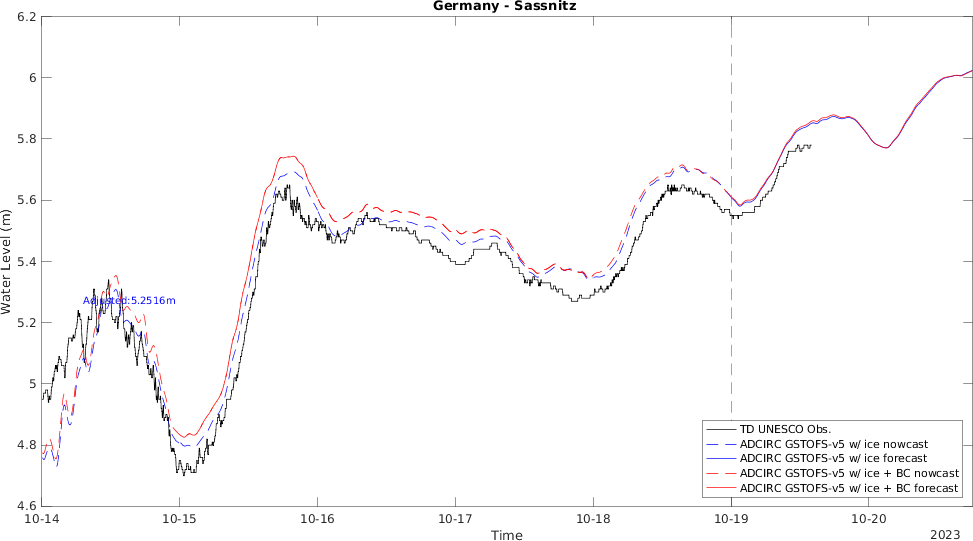 Germany - Sassnitz
6.2
6
5.8
5.6
5.4
5.2
5
4.8
4.6
Water Level (m)
Adjusted:5.2516m
TD UNESCO Obs.
ADCIRC GSTOFS-v5 w/ ice nowcast
ADCIRC GSTOFS-v5 w/ ice forecast
ADCIRC GSTOFS-v5 w/ ice + BC nowcast
ADCIRC GSTOFS-v5 w/ ice + BC forecast
10-14 10-15 10-16 10-17 10-18 10-19 10-20
Time
2023